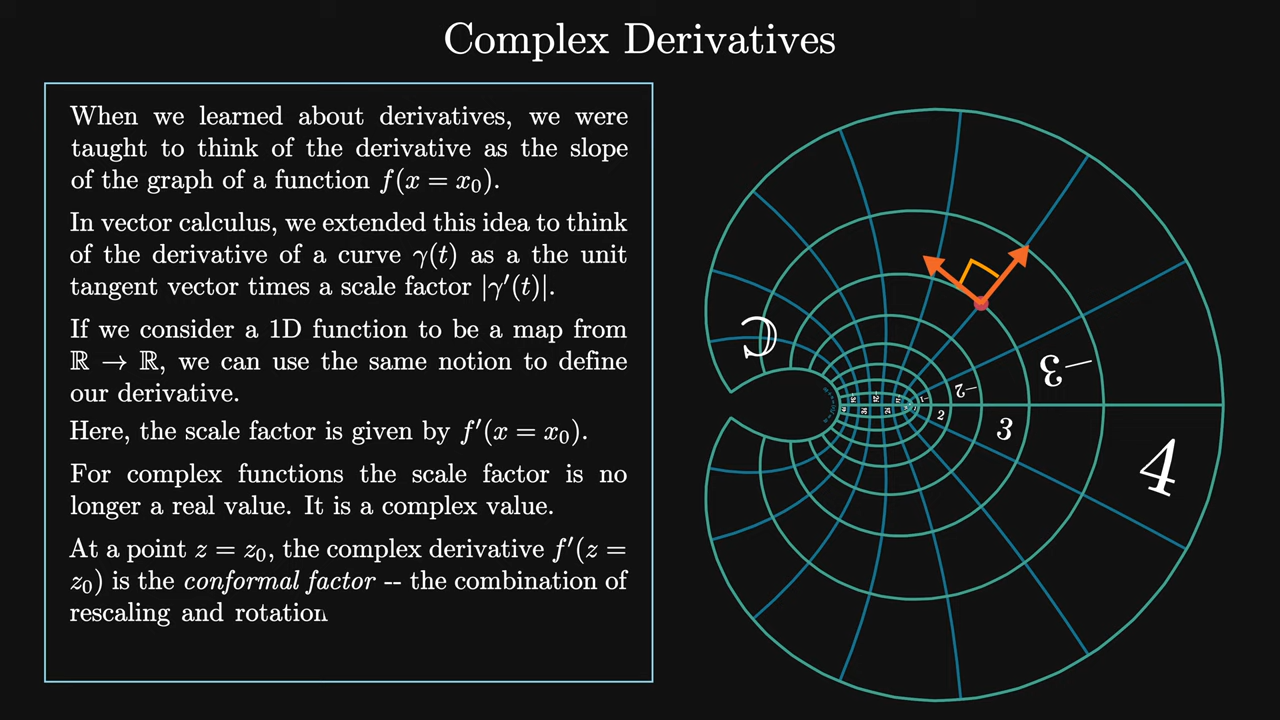 Complex Derivatives
When we learned about derivatives, we were
taught to think of the derivative as the slope
of the graph of a function f(x = x₀).
In vector calculus, we extended this idea to think
of the derivative of a curve γ(t) as a the unit
tangent vector times a scale factor |γ′(t)|.
If we consider a 1D function to be a map from
ℝ → ℝ, we can use the same notion to define
our derivative.
Here, the scale factor is given by f′(x = x₀).
For complex functions the scale factor is no
longer a real value. It is a complex value.
At a point z = z₀, the complex derivative f′(z =
z₀) is the conformal factor -- the combination of
rescaling and rotation
−3
−2
−1
2
3
4